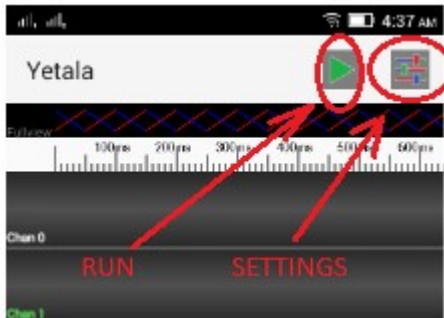 4:37 AM
Yetala
Fullview
100ms 200ms 300ms 400ms 500ms 600ms
Chan 0
RUN SETTINGS
Chan 1